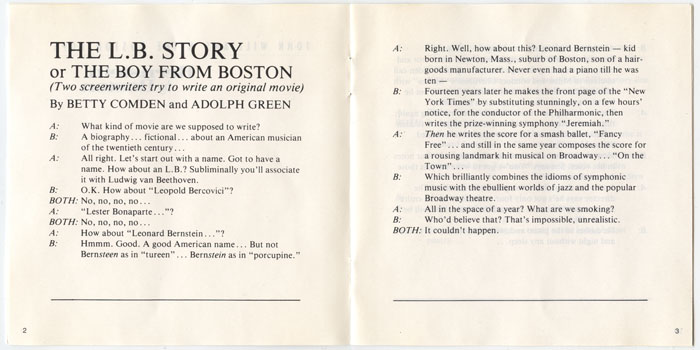 THE L.B. STORY
or THE BOY FROM BOSTON
(Two screenwriters try to write an original movie)
By BETTY COMDEN and ADOLPH GREEN
A: What kind of movie are we supposed to write?
B: A biography... fictional... about an American musician
of the twentieth century...
A: All right. Let's start out with a name. Got to have a
name. How about an L.B.? Subliminally you'll associate
it with Ludwig van Beethoven.
B: O.K. How about "Leopold Bercovici"?
BOTH: No, no, no, no...
A: "Lester Bonaparte..."?
BOTH: No, no, no, no...
A: How about "Leonard Bernstein..."?
B: Hmmm. Good. A good American name... But not
Bernsteen as in "tureen"... Bernstein as in "porcupine."
2
A: Right. Well, how about this? Leonard Bernstein — kid
born in Newton, Mass., suburb of Boston, son of a hair-
goods manufacturer. Never even had a piano till he was
ten —
B: Fourteen years later he makes the front page of the "New
York Times" by substituting stunningly, on a few hours'
notice, for the conductor of the Philharmonic, then
writes the prize-winning symphony "Jeremiah."
A: Then he writes the score for a smash ballet, "Fancy
Free"... and still in the same year composes the score for
a rousing landmark hit musical on Broadway... "On the
Town"...
B: Which brilliantly combines the idioms of symphonic
music with the ebullient worlds of jazz and the popular
Broadway theatre.
A: All in the space of a year? What are we smoking?
B: Who'd believe that? That's impossible, unrealistic.
BOTH: It couldn't happen.
3